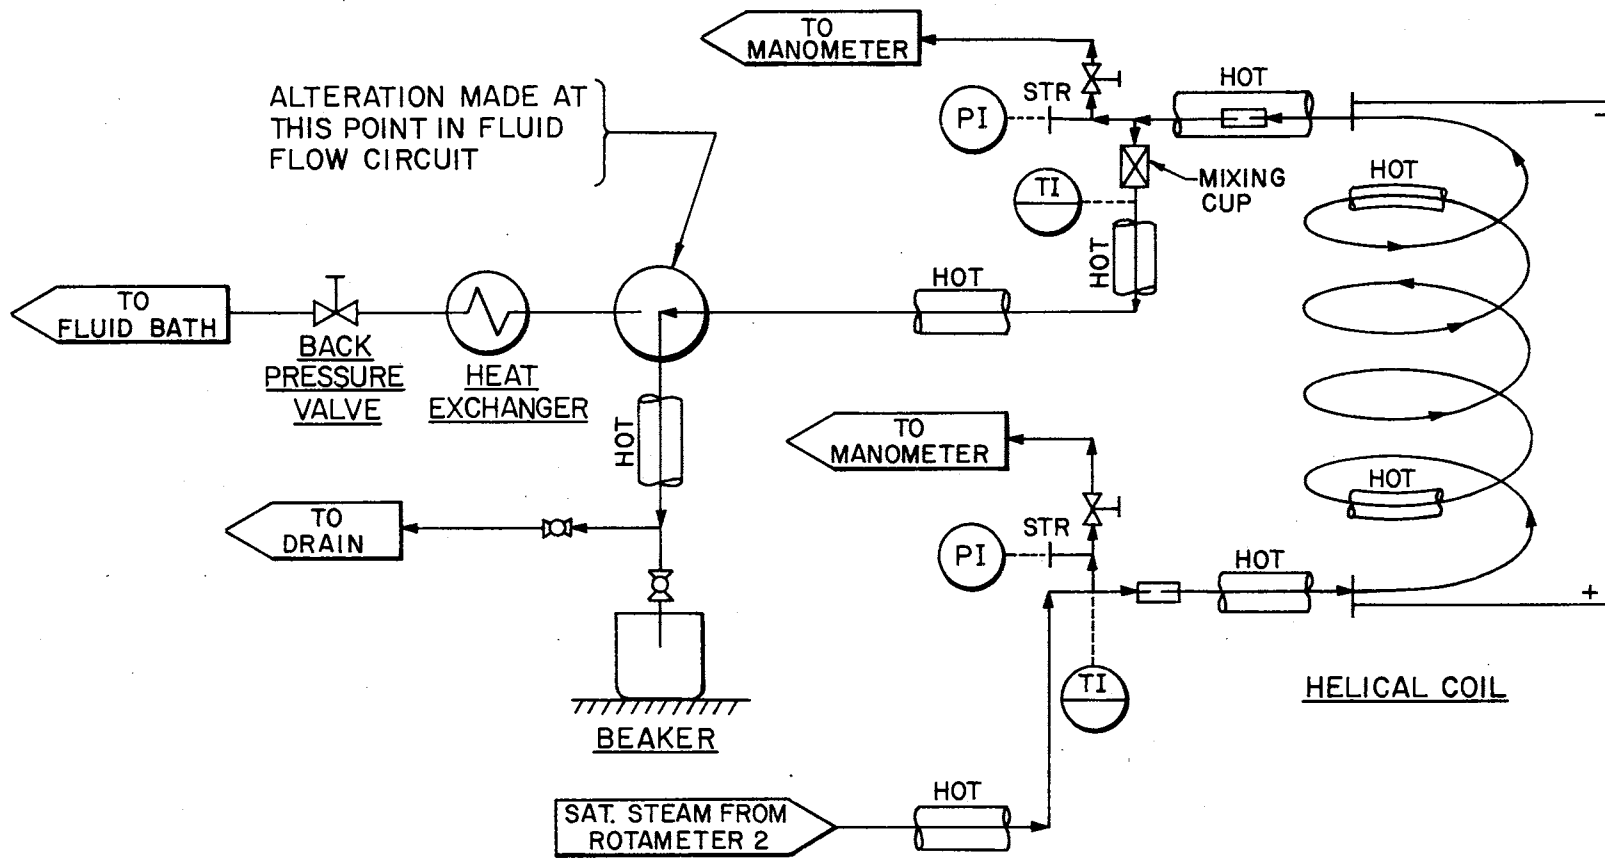 TO
MANOMETER
HOT
STR
PI
ALTERATION MADE AT
THIS POINT IN FLUID
FLOW CIRCUIT
-
HOT
MIXING
CUP
TI
HOT
HOT
TO
FLUID BATH
BACK
PRESSURE
VALVE
HEAT
EXCHANGER
HOT
TO
MANOMETER
HOT
TO
DRAIN
STR
PI
HOT
+
TI
HELICAL COIL
BEAKER
HOT
SAT. STEAM FROM
ROTAMETER 2